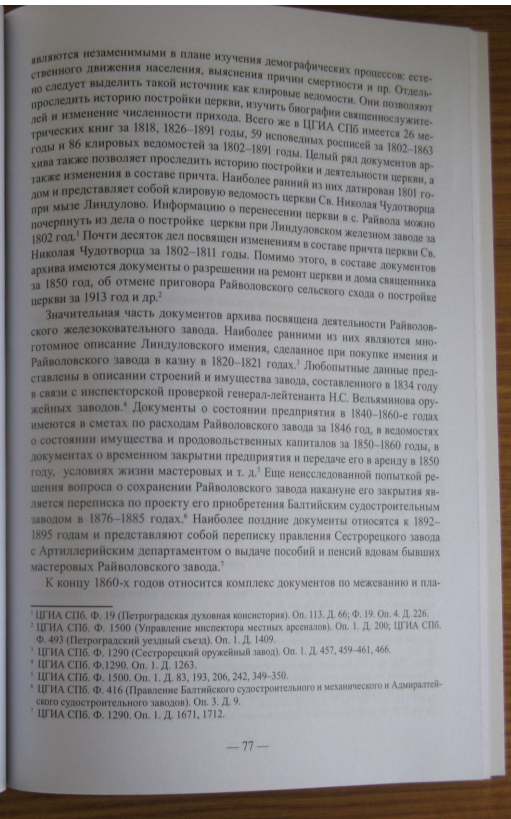 являются незаменимыми в плане изучения демографических процессов: есте-
ственного движения населения, выяснения причин смертности и пр. Отдель-
но следует выделить такой источник как клировые ведомости. Они позволяют
проследить историю постройки церкви, изучить биографии священнослужите-
лей и изменение численности прихода. Всего же в ЦГИА СПб имеется 26 ме-
трических книг за 1818, 1826–1891 годы, 59 исповедных росписей за 1802–1863
годы и 86 клировых ведомостей за 1802–1891 годы. Целый ряд документов ар-
хива также позволяет проследить историю постройки и деятельности церкви, а
также изменения в составе причта. Наиболее ранний из них датирован 1801 го-
дом и представляет собой клировую ведомость церкви Св. Николая Чудотворца
при мызе Линдулово. Информацию о перенесении церкви в с. Райвола можно
почерпнуть из дела о постройке церкви при Линдуловском железном заводе за
1802 год.¹ Почти десяток дел посвящен изменениям в составе причта церкви Св.
Николая Чудотворца за 1802–1811 годы. Помимо этого, в составе документов
архива имеются документы о разрешении на ремонт церкви и дома священника
за 1850 год, об обмене приговора Райволовского сельского схода о постройке
церкви за 1913 год и др.²
Значительная часть документов архива посвящена деятельности Райволов-
ского железоковательного завода. Наиболее ранними из них являются мно-
готомное описание Линдуловского имения, сделанное при покупке имения и
Райволовского завода в казну в 1820–1821 годах.³ Любопытные данные пред-
ставлены в описании строений и имущества завода, составленного в 1834 году
в связи с инспекторской проверкой генерал-лейтенанта Н.С. Вельяминова ору-
жейных заводов.⁴ Документы о состоянии предприятия в 1840–1860-е годах
имеются в сметах по расходам Райволовского завода за 1846 год, в ведомостях
о состоянии имущества и продовольственных капиталов за 1850–1860 годы, в
документах о временном закрытии предприятия и передаче его в аренду в 1850
году, условиях жизни мастеровых и т. д.⁵ Еще неисследованной попыткой ре-
шения вопроса о сохранении Райволовского завода накануне его закрытия яв-
ляется переписка по проекту его приобретения Балтийским судостроительным
заводом в 1876–1885 годах.⁶ Наиболее поздние документы относятся к 1892–
1895 годам и представляют собой переписку правления Сестрорецкого завода
с Артиллерийским департаментом о выдаче пособий и пенсий вдовам бывших
мастеровых Райволовского завода.⁷
К концу 1860-х годов относится комплекс документов по межеванию и пла-
¹ ЦГИА СПб. Ф. 19 (Петроградская духовная консистория). Оп. 113. Д. 66; Ф. 19. Оп. 4. Д. 226.
² ЦГИА СПб. Ф. 1500 (Управление инспектора местных арсеналов). Оп. 1. Д. 200; ЦГИА СПб.
Ф. 493 (Петроградский уездный съезд). Оп. 1. Д. 1409.
³ ЦГИА СПб. Ф. 1290 (Сестрорецкий оружейный завод). Оп. 1. Д. 457, 459–461, 466.
⁴ ЦГИА СПб. Ф.1290. Оп. 1. Д. 1263.
⁵ ЦГИА СПб. Ф. 1500. Оп. 1. Д. 83, 193, 206, 242, 349–350.
⁶ ЦГИА СПб. Ф. 416 (Правление Балтийского судостроительного и механического и Адмиралтей-
ского судостроительного заводов). Оп. 3. Д. 9.
⁷ ЦГИА СПб. Ф. 1290. Оп. 1. Д. 1671, 1712.
— 77 —